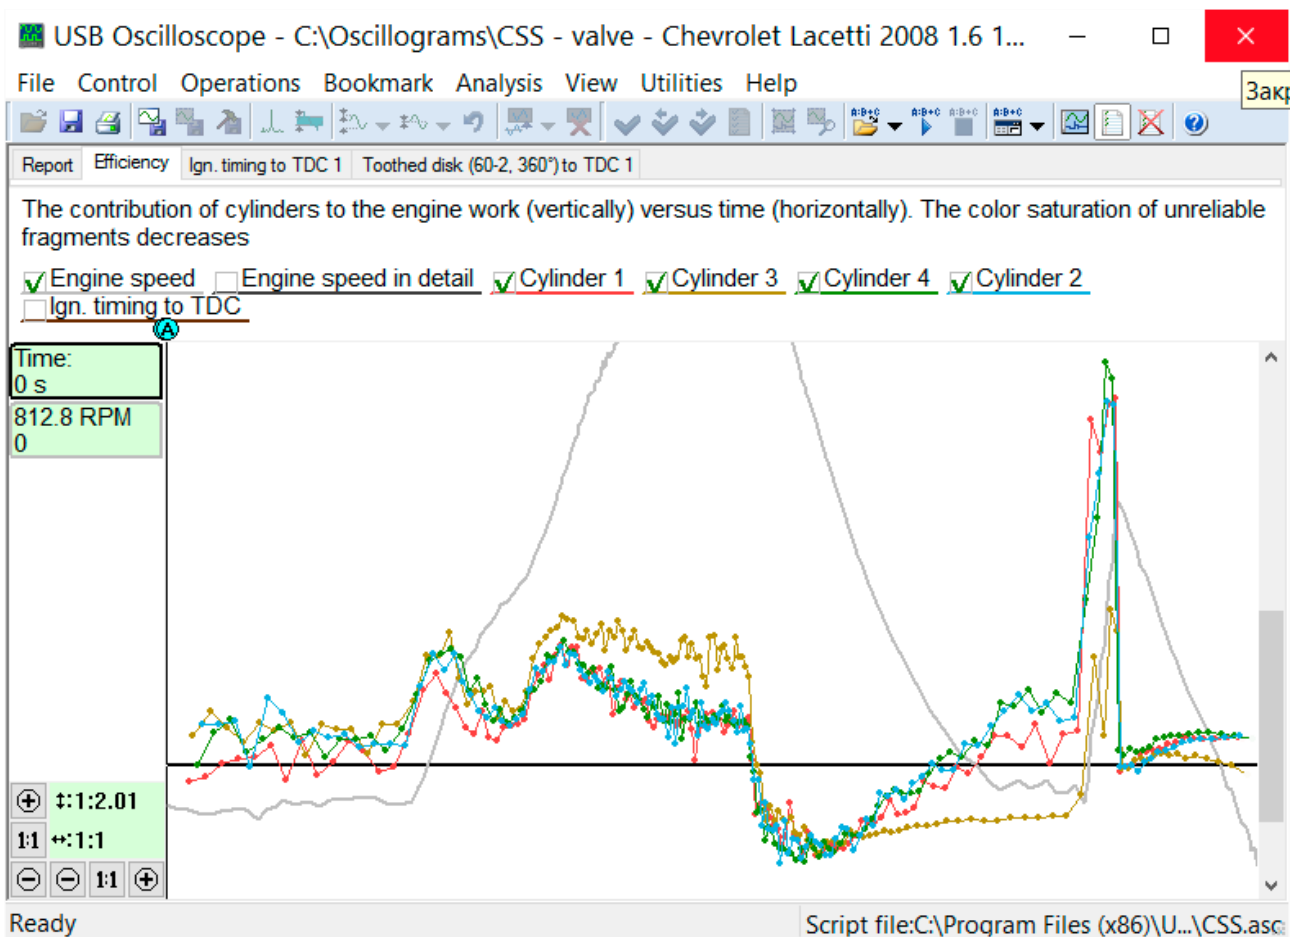 USB Oscilloscope - C:\Oscillograms\CSS - valve - Chevrolet Lacetti 2008 1.6 1...
File Control Operations Bookmark Analysis View Utilities Help
Закр
A:B+C A:B+C A:B+C A:B+C
Report Efficiency Ign. timing to TDC 1 Toothed disk (60-2, 360°) to TDC 1
The contribution of cylinders to the engine work (vertically) versus time (horizontally). The color saturation of unreliable
fragments decreases
Engine speed Engine speed in detail Cylinder 1 Cylinder 3 Cylinder 4 Cylinder 2
Ign. timing to TDC
A
Time:
0 s
812.8 RPM
0
:1:2.01
1:1 :1:1
1:1
Ready Script file:C:\Program Files (x86)\U...\CSS.asc